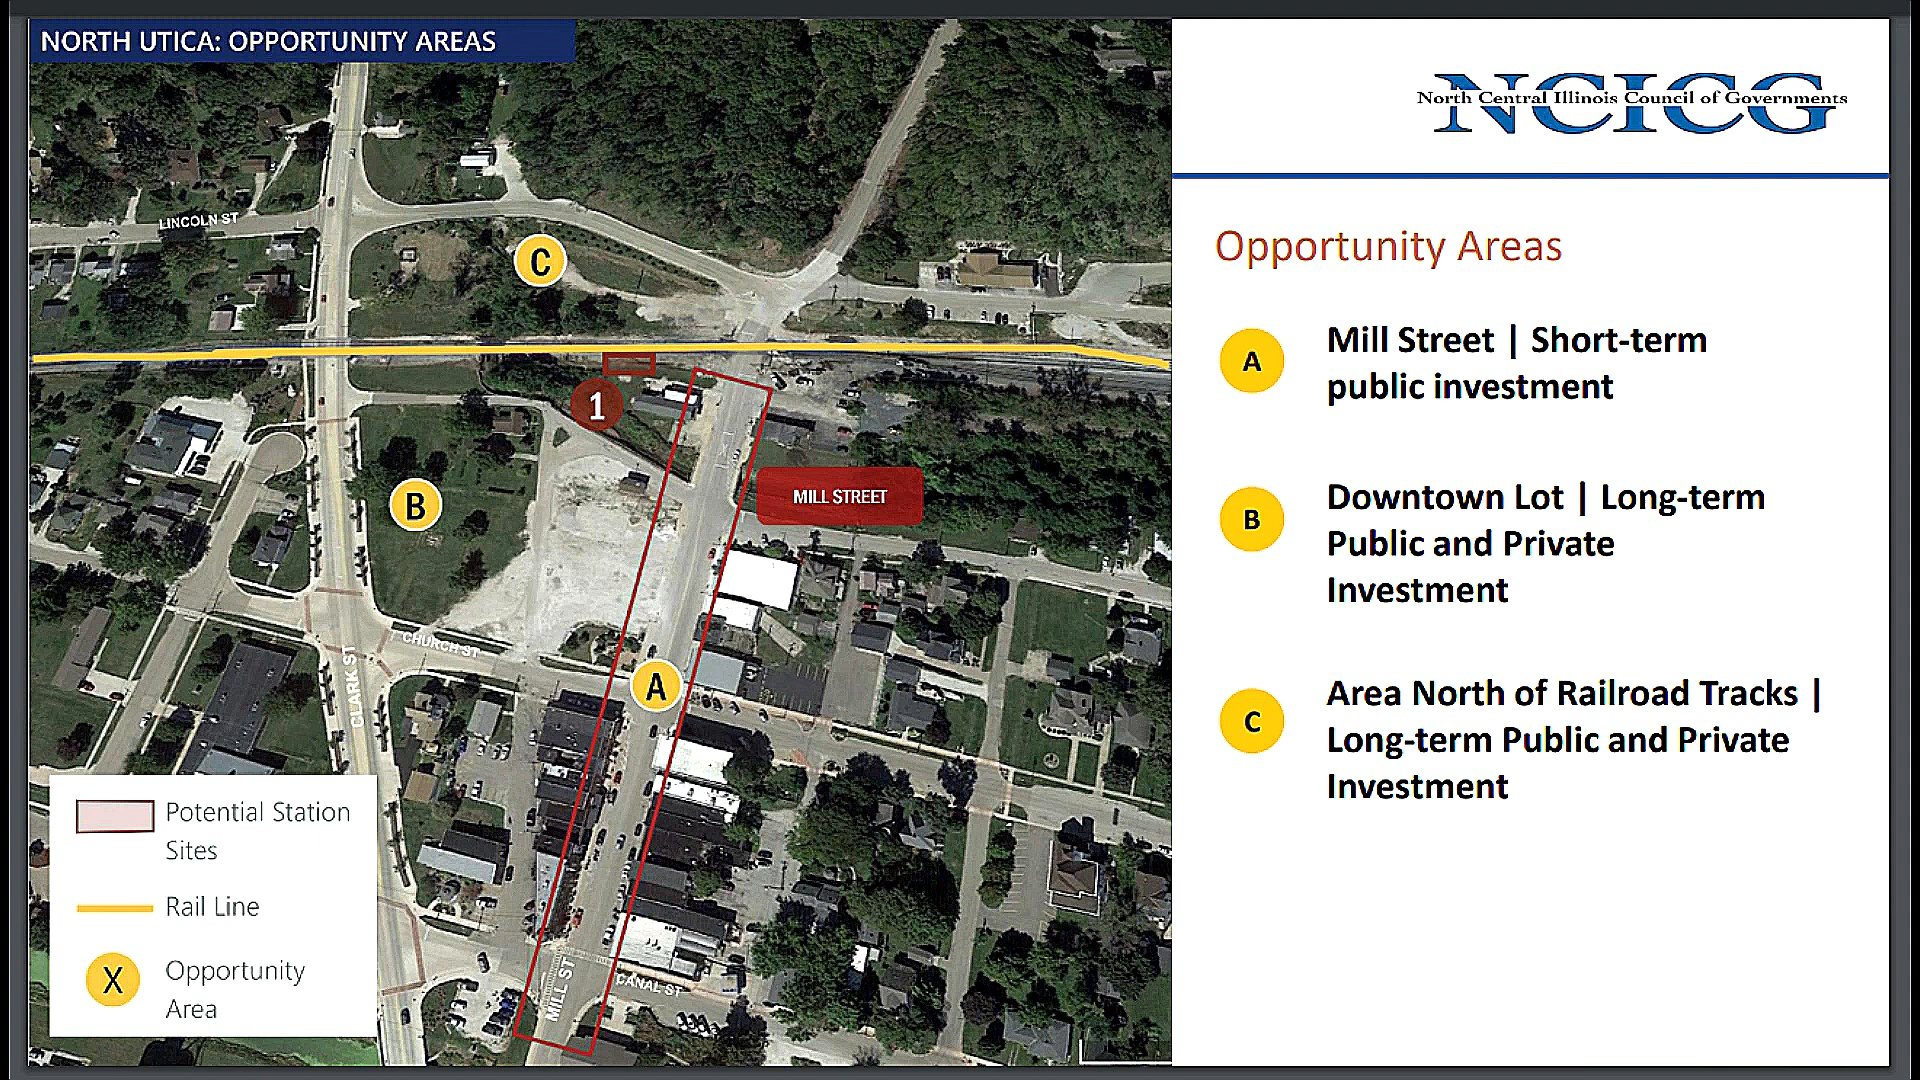 NORTH UTICA: OPPORTUNITY AREAS
LINCOLN ST
C
1
B
MILL STREET
CHURCH ST
CLARK ST
A
MILL ST
CANAL ST
Potential Station
Sites
Rail Line
X
Opportunity
Area
NCICG
North Central Illinois Council of Governments
Opportunity Areas
A
Mill Street | Short-term
public investment
B
Downtown Lot | Long-term
Public and Private
Investment
C
Area North of Railroad Tracks |
Long-term Public and Private
Investment